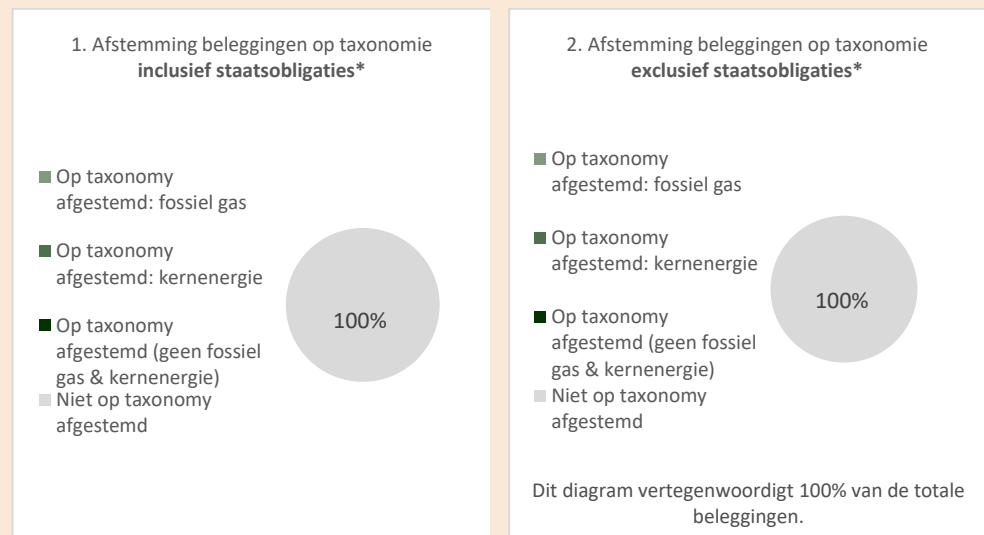 1. Afstemming beleggingen op taxonomie
inclusief staatsobligaties*
Op taxonomy
afgestemd: fossiel gas
Op taxonomy
afgestemd: kernenergie
Op taxonomy
afgestemd (geen fossiel
gas & kernenergie)
Niet op taxonomy
afgestemd
100%
2. Afstemming beleggingen op taxonomie
exclusief staatsobligaties*
Op taxonomy
afgestemd: fossiel gas
Op taxonomy
afgestemd: kernenergie
Op taxonomy
afgestemd (geen fossiel
gas & kernenergie)
Niet op taxonomy
afgestemd
100%
Dit diagram vertegenwoordigt 100% van de totale
beleggingen.